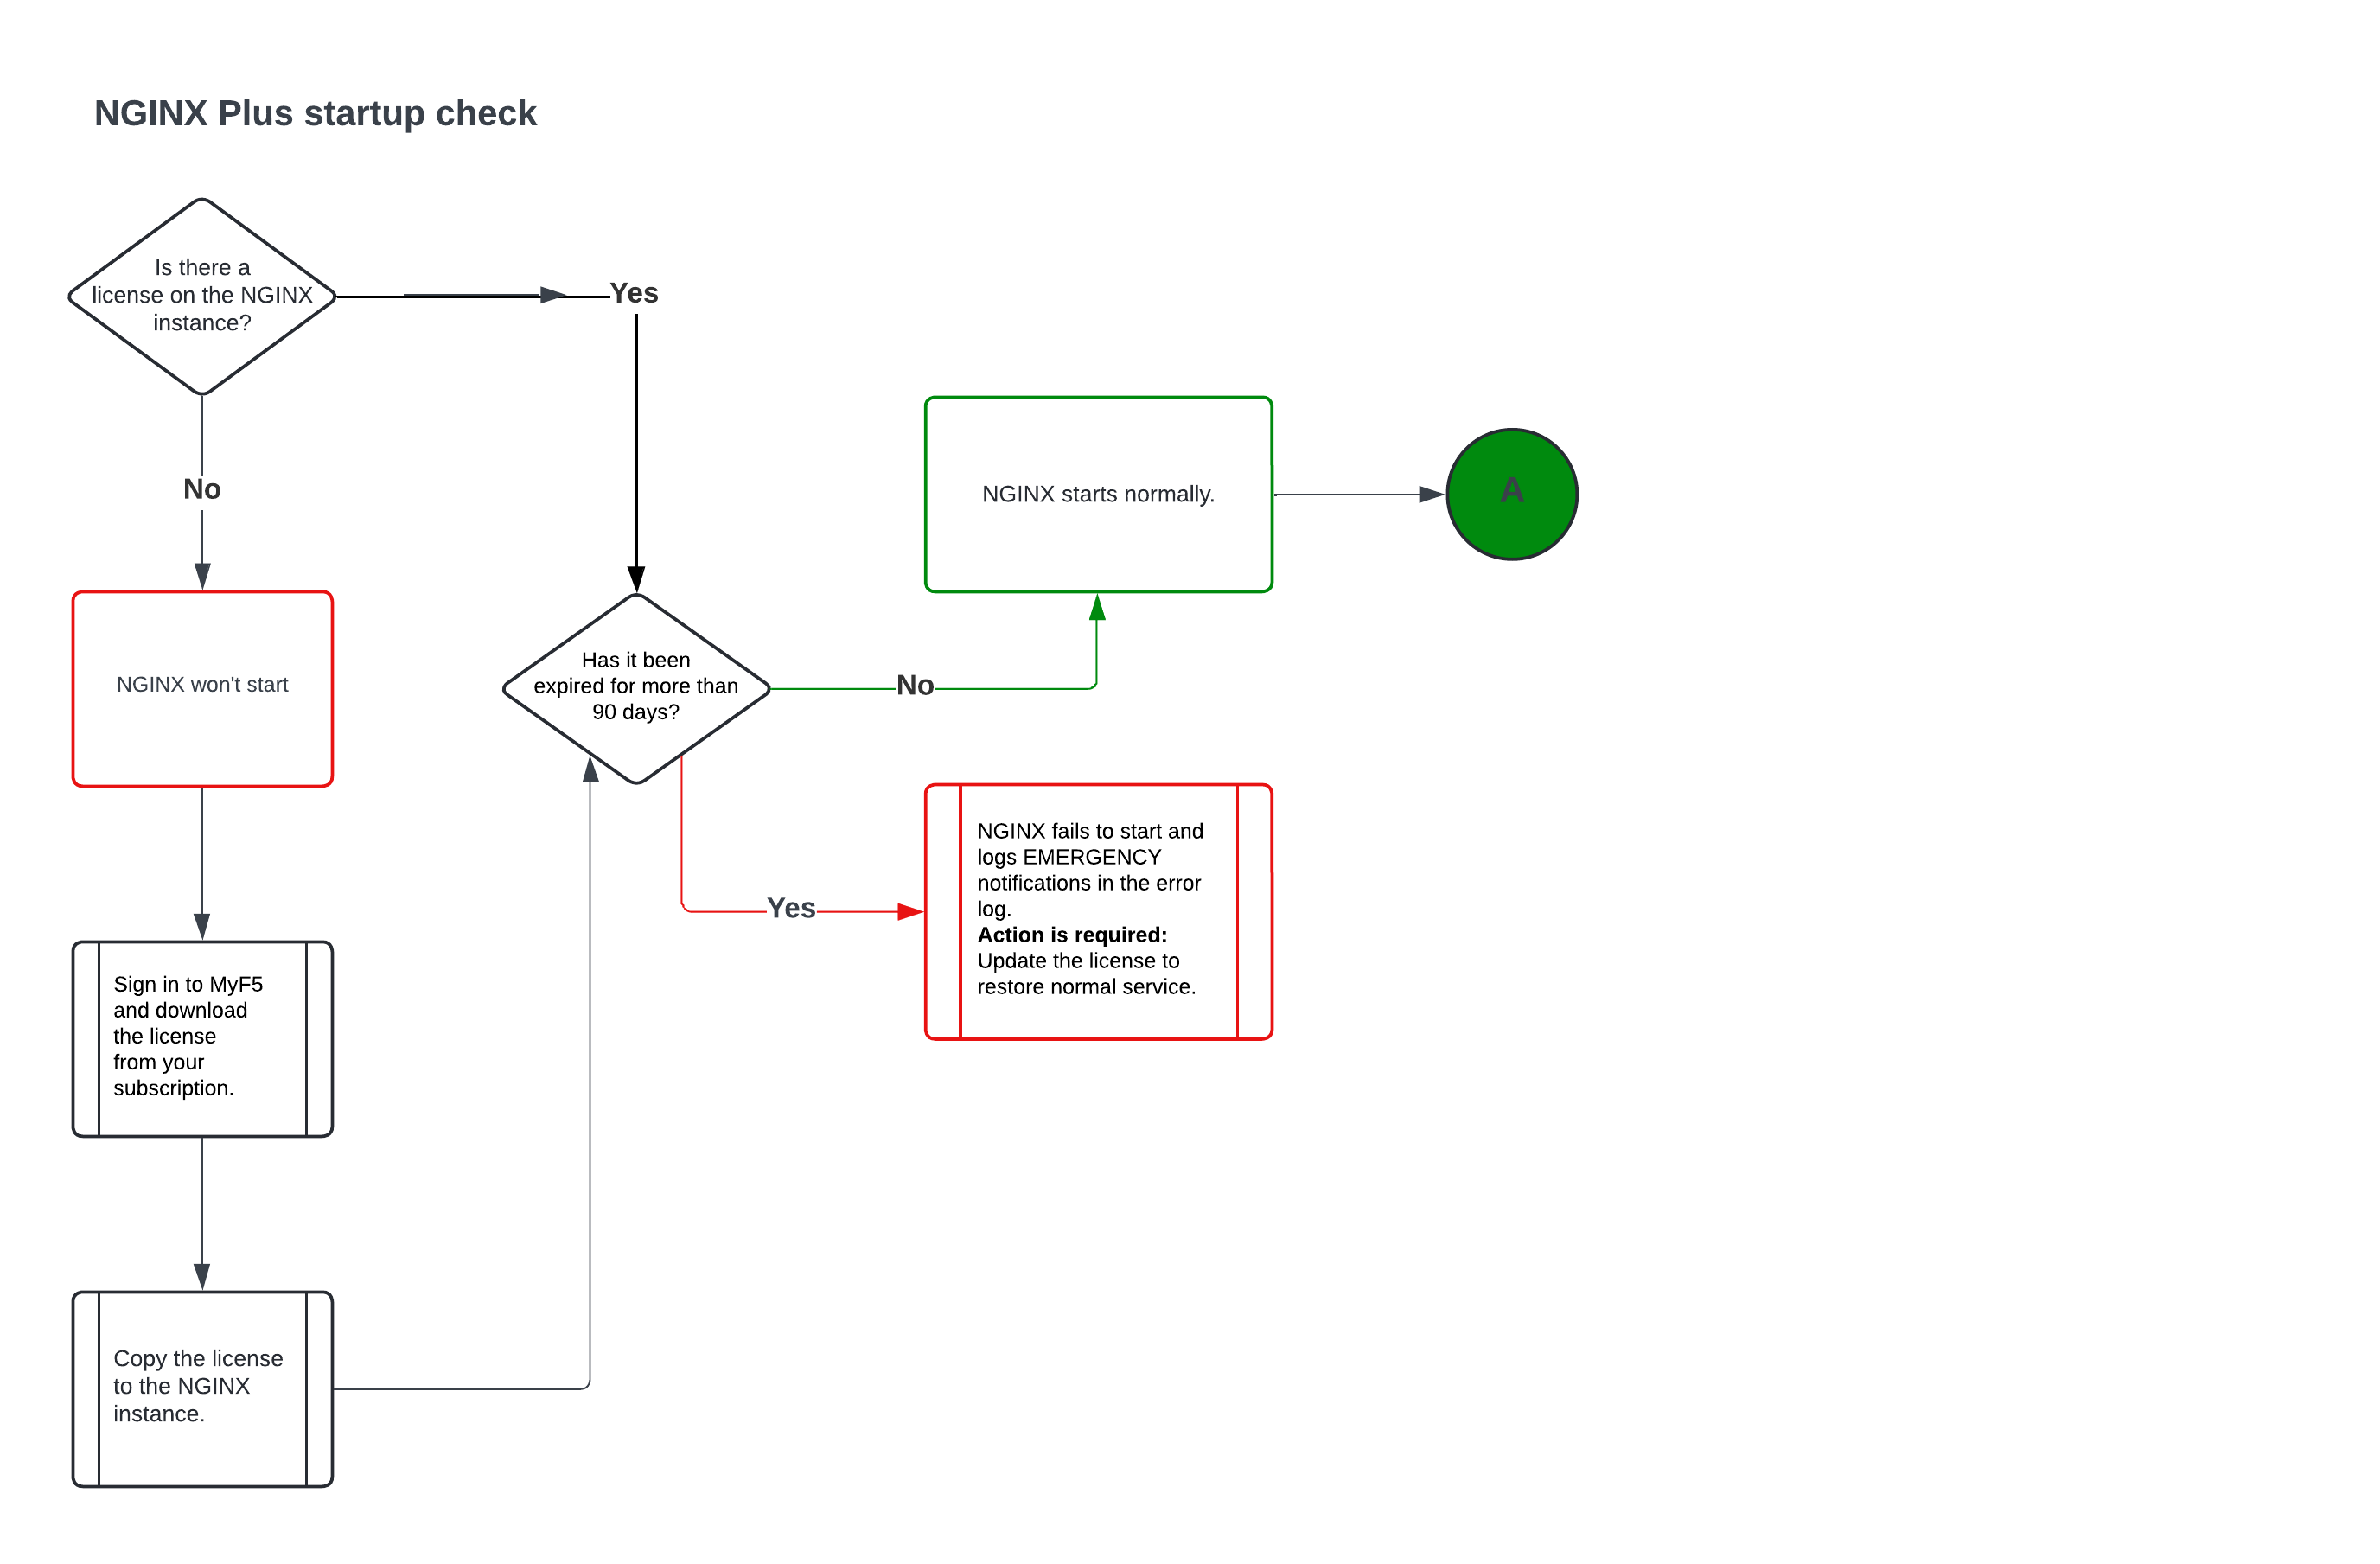 NGINX Plus startup check
Is there a
license on the NGINX
instance?
Yes
No
NGINX won't start
Sign in to MyF5
and download
the license
from your
subscription.
Copy the license
to the NGINX
instance.
Has it been
expired for more than
90 days?
No
NGINX starts normally.
A
Yes
NGINX fails to start and
logs EMERGENCY
notifications in the error
log.
Action is required:
Update the license to
restore normal service.